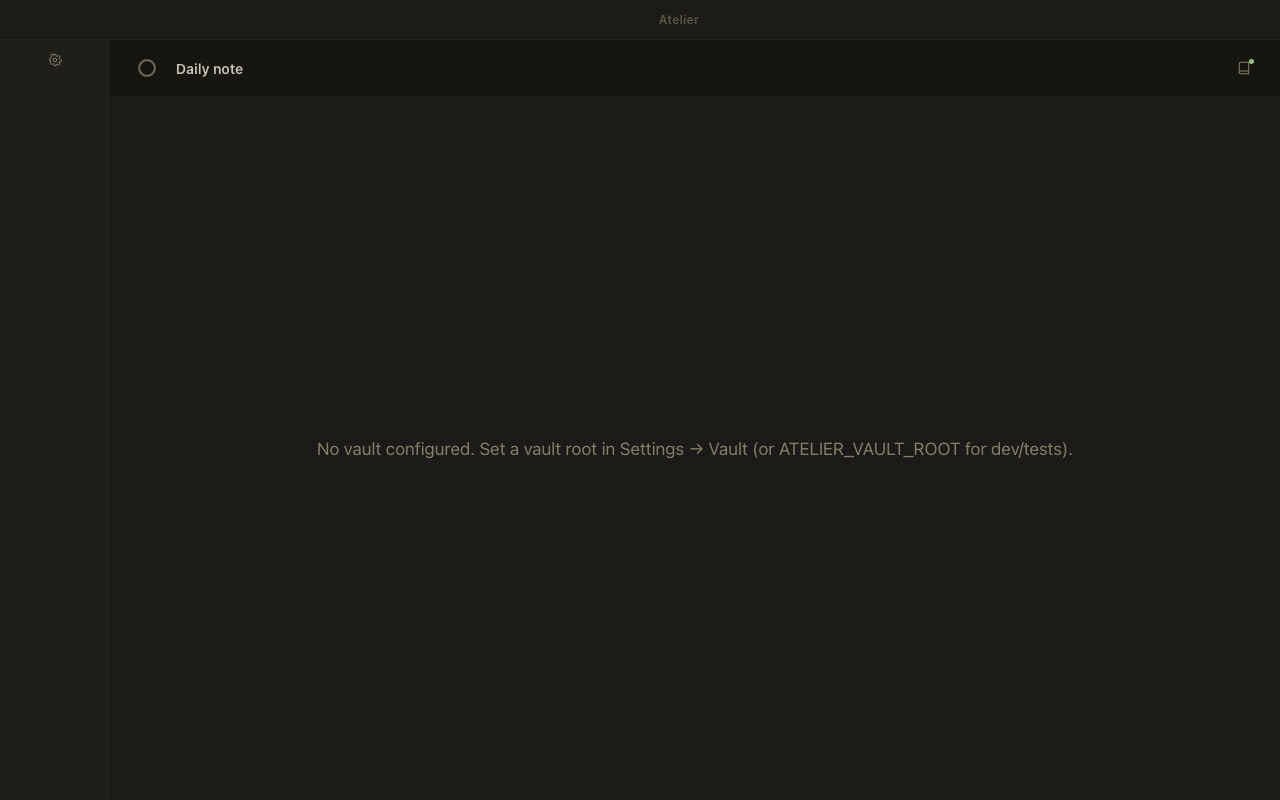 Atelier
Daily note
No vault configured. Set a vault root in Settings → Vault (or ATELIER_VAULT_ROOT for dev/tests).